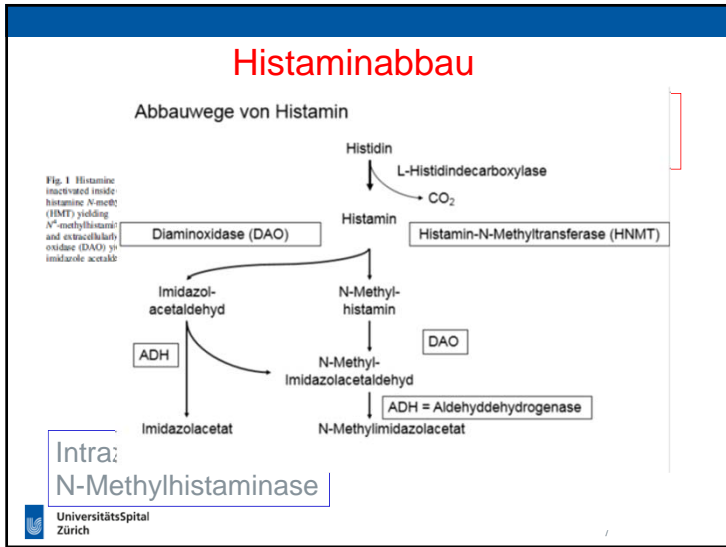 Histaminabbau
Abbauwege von Histamin
Histidin
L-Histidindecarboxylase
CO₂
Fig. 1 Histamine
inactivated inside
histamine N-meth
(HMT) yielding
-methylhistamin
and extracellularly
oxidase (DAO)
imidazole acetald
Histamin
Diaminoxidase (DAO)
Histamin-N-Methyltransferase (HNMT)
Imidazol-
acetaldehyd
N-Methyl-
histamin
ADH
DAO
N-Methyl-
Imidazolacetaldehyd
ADH = Aldehyddehydrogenase
Imidazolacetat
N-Methylimidazolacetat
Intraz
N-Methylhistaminase
UniversitätsSpital
Zürich
/